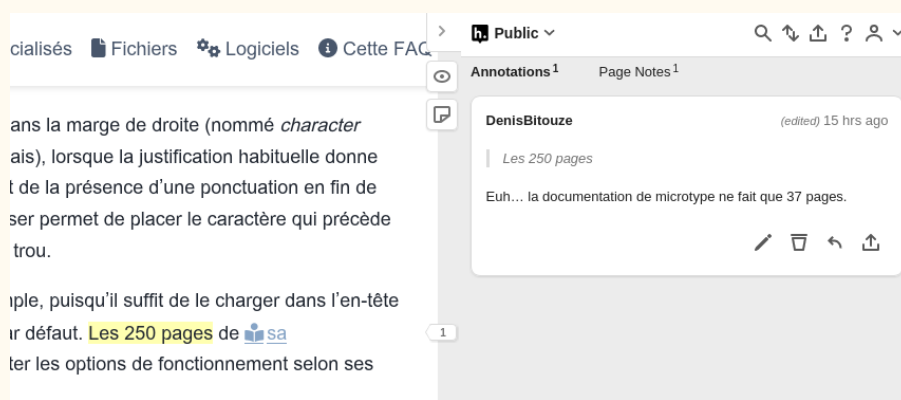 cialisés Fichiers Logiciels Cette FAQ
ans la marge de droite (nommé character
ais), lorsque la justification habituelle donne
t de la présence d'une ponctuation en fin de
ser permet de placer le caractère qui précède
trou.
ple, puisqu'il suffit de le charger dans l'en-tête
r défaut. Les 250 pages de sa
ter les options de fonctionnement selon ses
1
h. Public
Annotations 1 Page Notes 1
DenisBitouze (edited) 15 hrs ago
Les 250 pages
Euh… la documentation de microtype ne fait que 37 pages.